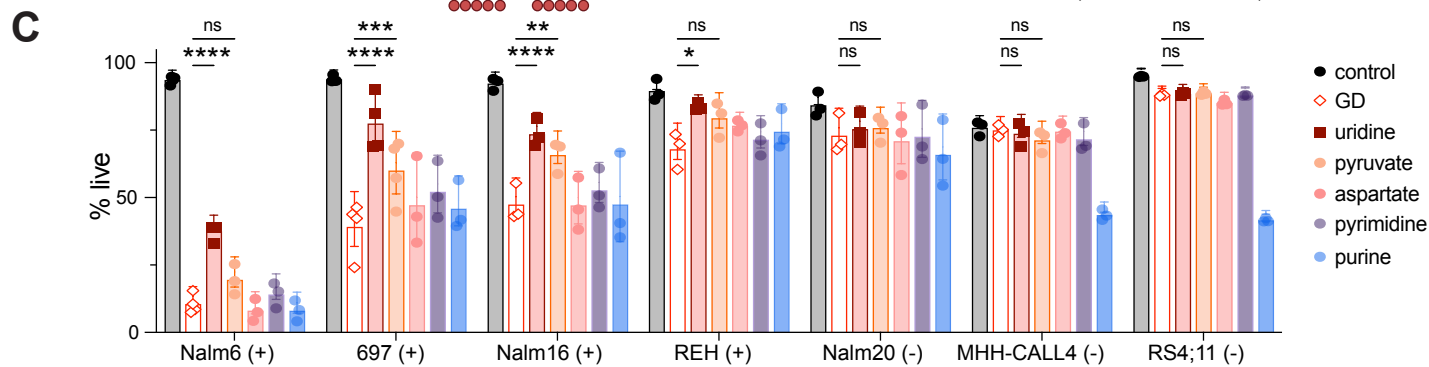 C
ns
****
***
****
**
****
ns
*
ns
ns
ns
ns
ns
ns
% live
100
50
0
Nalm6 (+)
697 (+)
Nalm16 (+)
REH (+)
Nalm20 (-)
MHH-CALL4 (-)
RS4;11 (-)
control
GD
uridine
pyruvate
aspartate
pyrimidine
purine